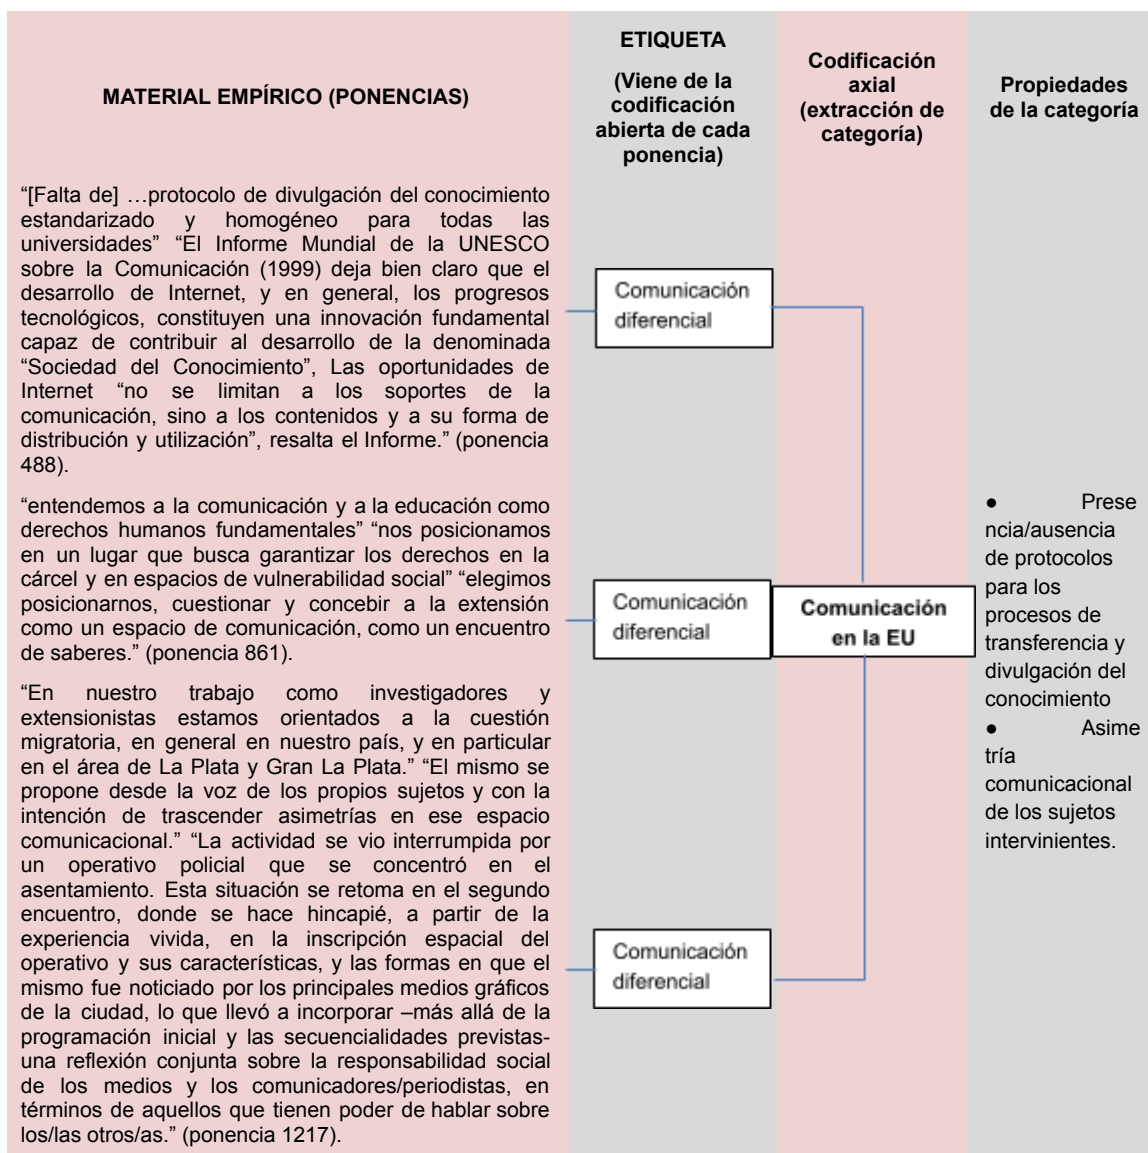 MATERIAL EMPÍRICO (PONENCIAS)
ETIQUETA
(Viene de la
codificación
abierta de cada
ponencia)
Codificación
axial
(extracción de
categoría)
Propiedades
de la categoría
“[Falta de] …protocolo de divulgación del conocimiento
estandarizado y homogéneo para todas las
universidades” “El Informe Mundial de la UNESCO
sobre la Comunicación (1999) deja bien claro que el
desarrollo de Internet, y en general, los progresos
tecnológicos, constituyen una innovación fundamental
capaz de contribuir al desarrollo de la denominada
“Sociedad del Conocimiento”, Las oportunidades de
Internet “no se limitan a los soportes de la
comunicación, sino a los contenidos y a su forma de
distribución y utilización”, resalta el Informe.” (ponencia
488).
“entendemos a la comunicación y a la educación como
derechos humanos fundamentales” “nos posicionamos
en un lugar que busca garantizar los derechos en la
cárcel y en espacios de vulnerabilidad social” “elegimos
posicionarnos, cuestionar y concebir a la extensión
como un espacio de comunicación, como un encuentro
de saberes.” (ponencia 861).
“En nuestro trabajo como investigadores y
extensionistas estamos orientados a la cuestión
migratoria, en general en nuestro país, y en particular
en el área de La Plata y Gran La Plata.” “El mismo se
propone desde la voz de los propios sujetos y con la
intención de trascender asimetrías en ese espacio
comunicacional.” “La actividad se vio interrumpida por
un operativo policial que se concentró en el
asentamiento. Esta situación se retoma en el segundo
encuentro, donde se hace hincapié, a partir de la
experiencia vivida, en la inscripción espacial del
operativo y sus características, y las formas en que el
mismo fue noticiado por los principales medios gráficos
de la ciudad, lo que llevó a incorporar –más allá de la
programación inicial y las secuencialidades previstas-
una reflexión conjunta sobre la responsabilidad social
de los medios y los comunicadores/periodistas, en
términos de aquellos que tienen poder de hablar sobre
los/las otros/as.” (ponencia 1217).
Comunicación
diferencial
Comunicación
diferencial
Comunicación
diferencial
Comunicación
en la EU
● Prese
ncia/ausencia
de protocolos
para los
procesos de
transferencia y
divulgación del
conocimiento
● Asime
tría
comunicacional
de los sujetos
intervinientes.